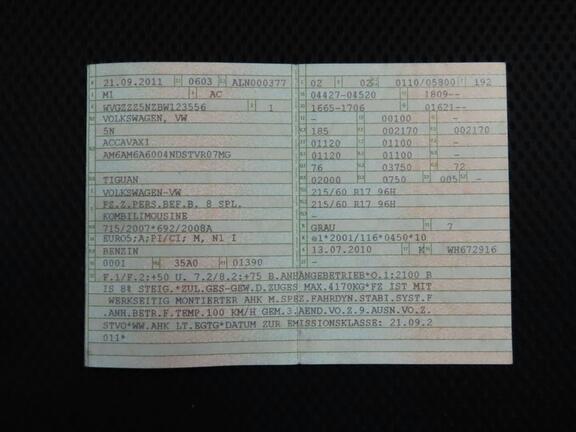 21.09.2011 0603 ALN000377
M1 AC
WVGZZZ5NZBW123556 1
VOLKSWAGEN, VW
5N
ACCAVAX1
AM6AM6A6004NDSTVR07MG
TIGUAN
VOLKSWAGEN-VW
FZ.Z.PERS.BEF.B. 8 SPL.
KOMBILIMOUSINE
715/2007*692/2008A
EURO5;A;PI/CI; M, N1 I
BENZIN
0001 35A0 01390
02 02 0110/05800 192
04427-04520 1809--
1665-1706 01621--
- 00100 -
185 002170 002170
01120 01100 -
01120 01100 -
76 03750 72
02000 0750 005 -
215/60 R17 96H
215/60 R17 96H
-
GRAU 7
e1*2001/116*0450*10
13.07.2010 K WH672916
F.1/F.2:+50 U. 7.2/8.2:+75 B.ANHÄNGEBETRIEB*O.1:2100 B
IS 8% STEIG.*ZUL.GES-GEW.D.ZUGES MAX.4170KG*FZ IST MIT
WERKSEITIG MONTIERTER AHK M.SPEZ.FAHRDYN.STABI.SYST.F
.ANH.BETR.F.TEMP.100 KM/H GEM.3.AEND.VO.Z.9.AUSN.VO.Z.
STVO*WW.AHK LT.EGTG*DATUM ZUR EMISSIONSKLASSE: 21.09.2
011*